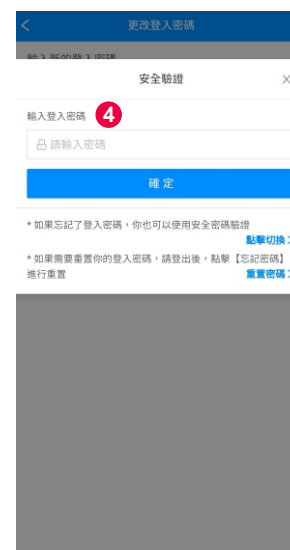 更改登入密碼
輸入新的登入密碼
安全驗證
輸入登入密碼 4
請輸入密碼
確定
* 如果忘記了登入密碼,你也可以使用安全密碼驗證
點擊切換
* 如果需要重置你的登入密碼,請登出後,點擊【忘記密碼】
進行重置 重置密碼